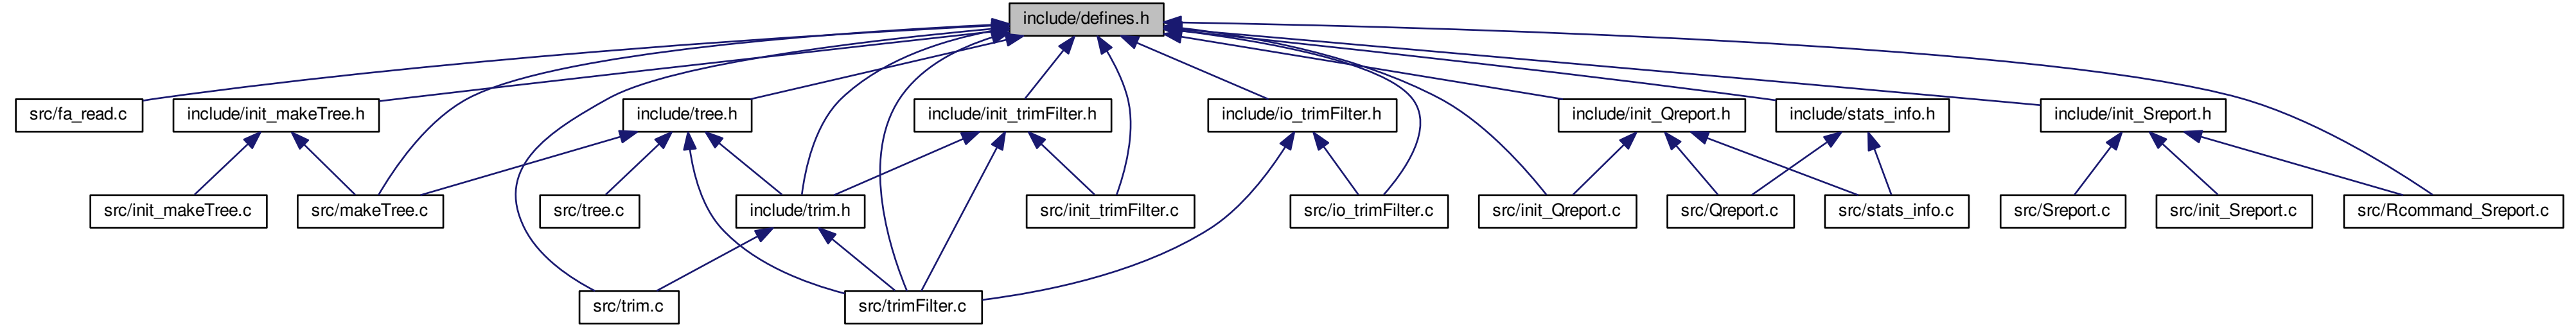 include/defines.h
src/fa_read.c
include/init_makeTree.h
include/tree.h
include/init_trimFilter.h
include/io_trimFilter.h
include/init_Qreport.h
include/stats_info.h
include/init_Sreport.h
src/init_makeTree.c
src/makeTree.c
src/tree.c
include/trim.h
src/init_trimFilter.c
src/io_trimFilter.c
src/init_Qreport.c
src/Qreport.c
src/stats_info.c
src/Sreport.c
src/init_Sreport.c
src/Rcommand_Sreport.c
src/trim.c
src/trimFilter.c